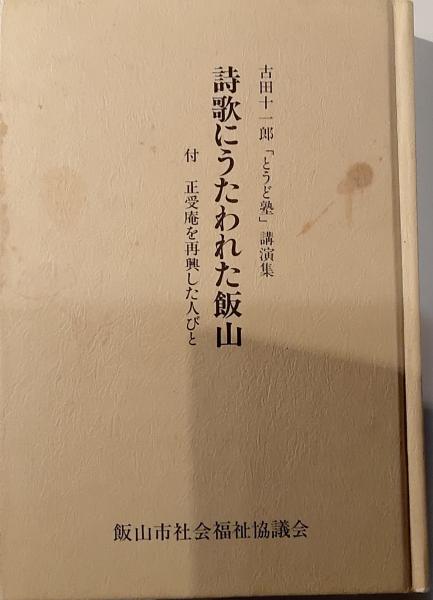 古田十一郎「とうど塾」講演集
詩歌にうたわれた飯山
付 正受庵を再興した人びと
飯山市社会福祉協議会